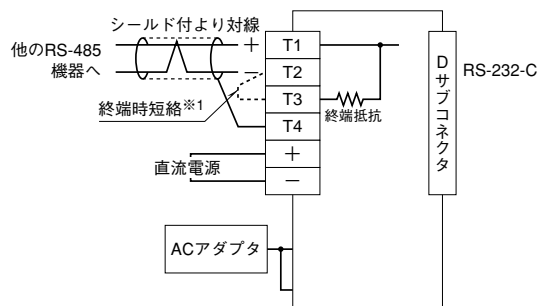 シールド付より対線
他のRS-485
機器へ
+
−
終端時短絡※1
T1
T2
T3
T4
+
−
終端抵抗
直流電源
ACアダプタ
Dサブコネクタ
RS-232-C